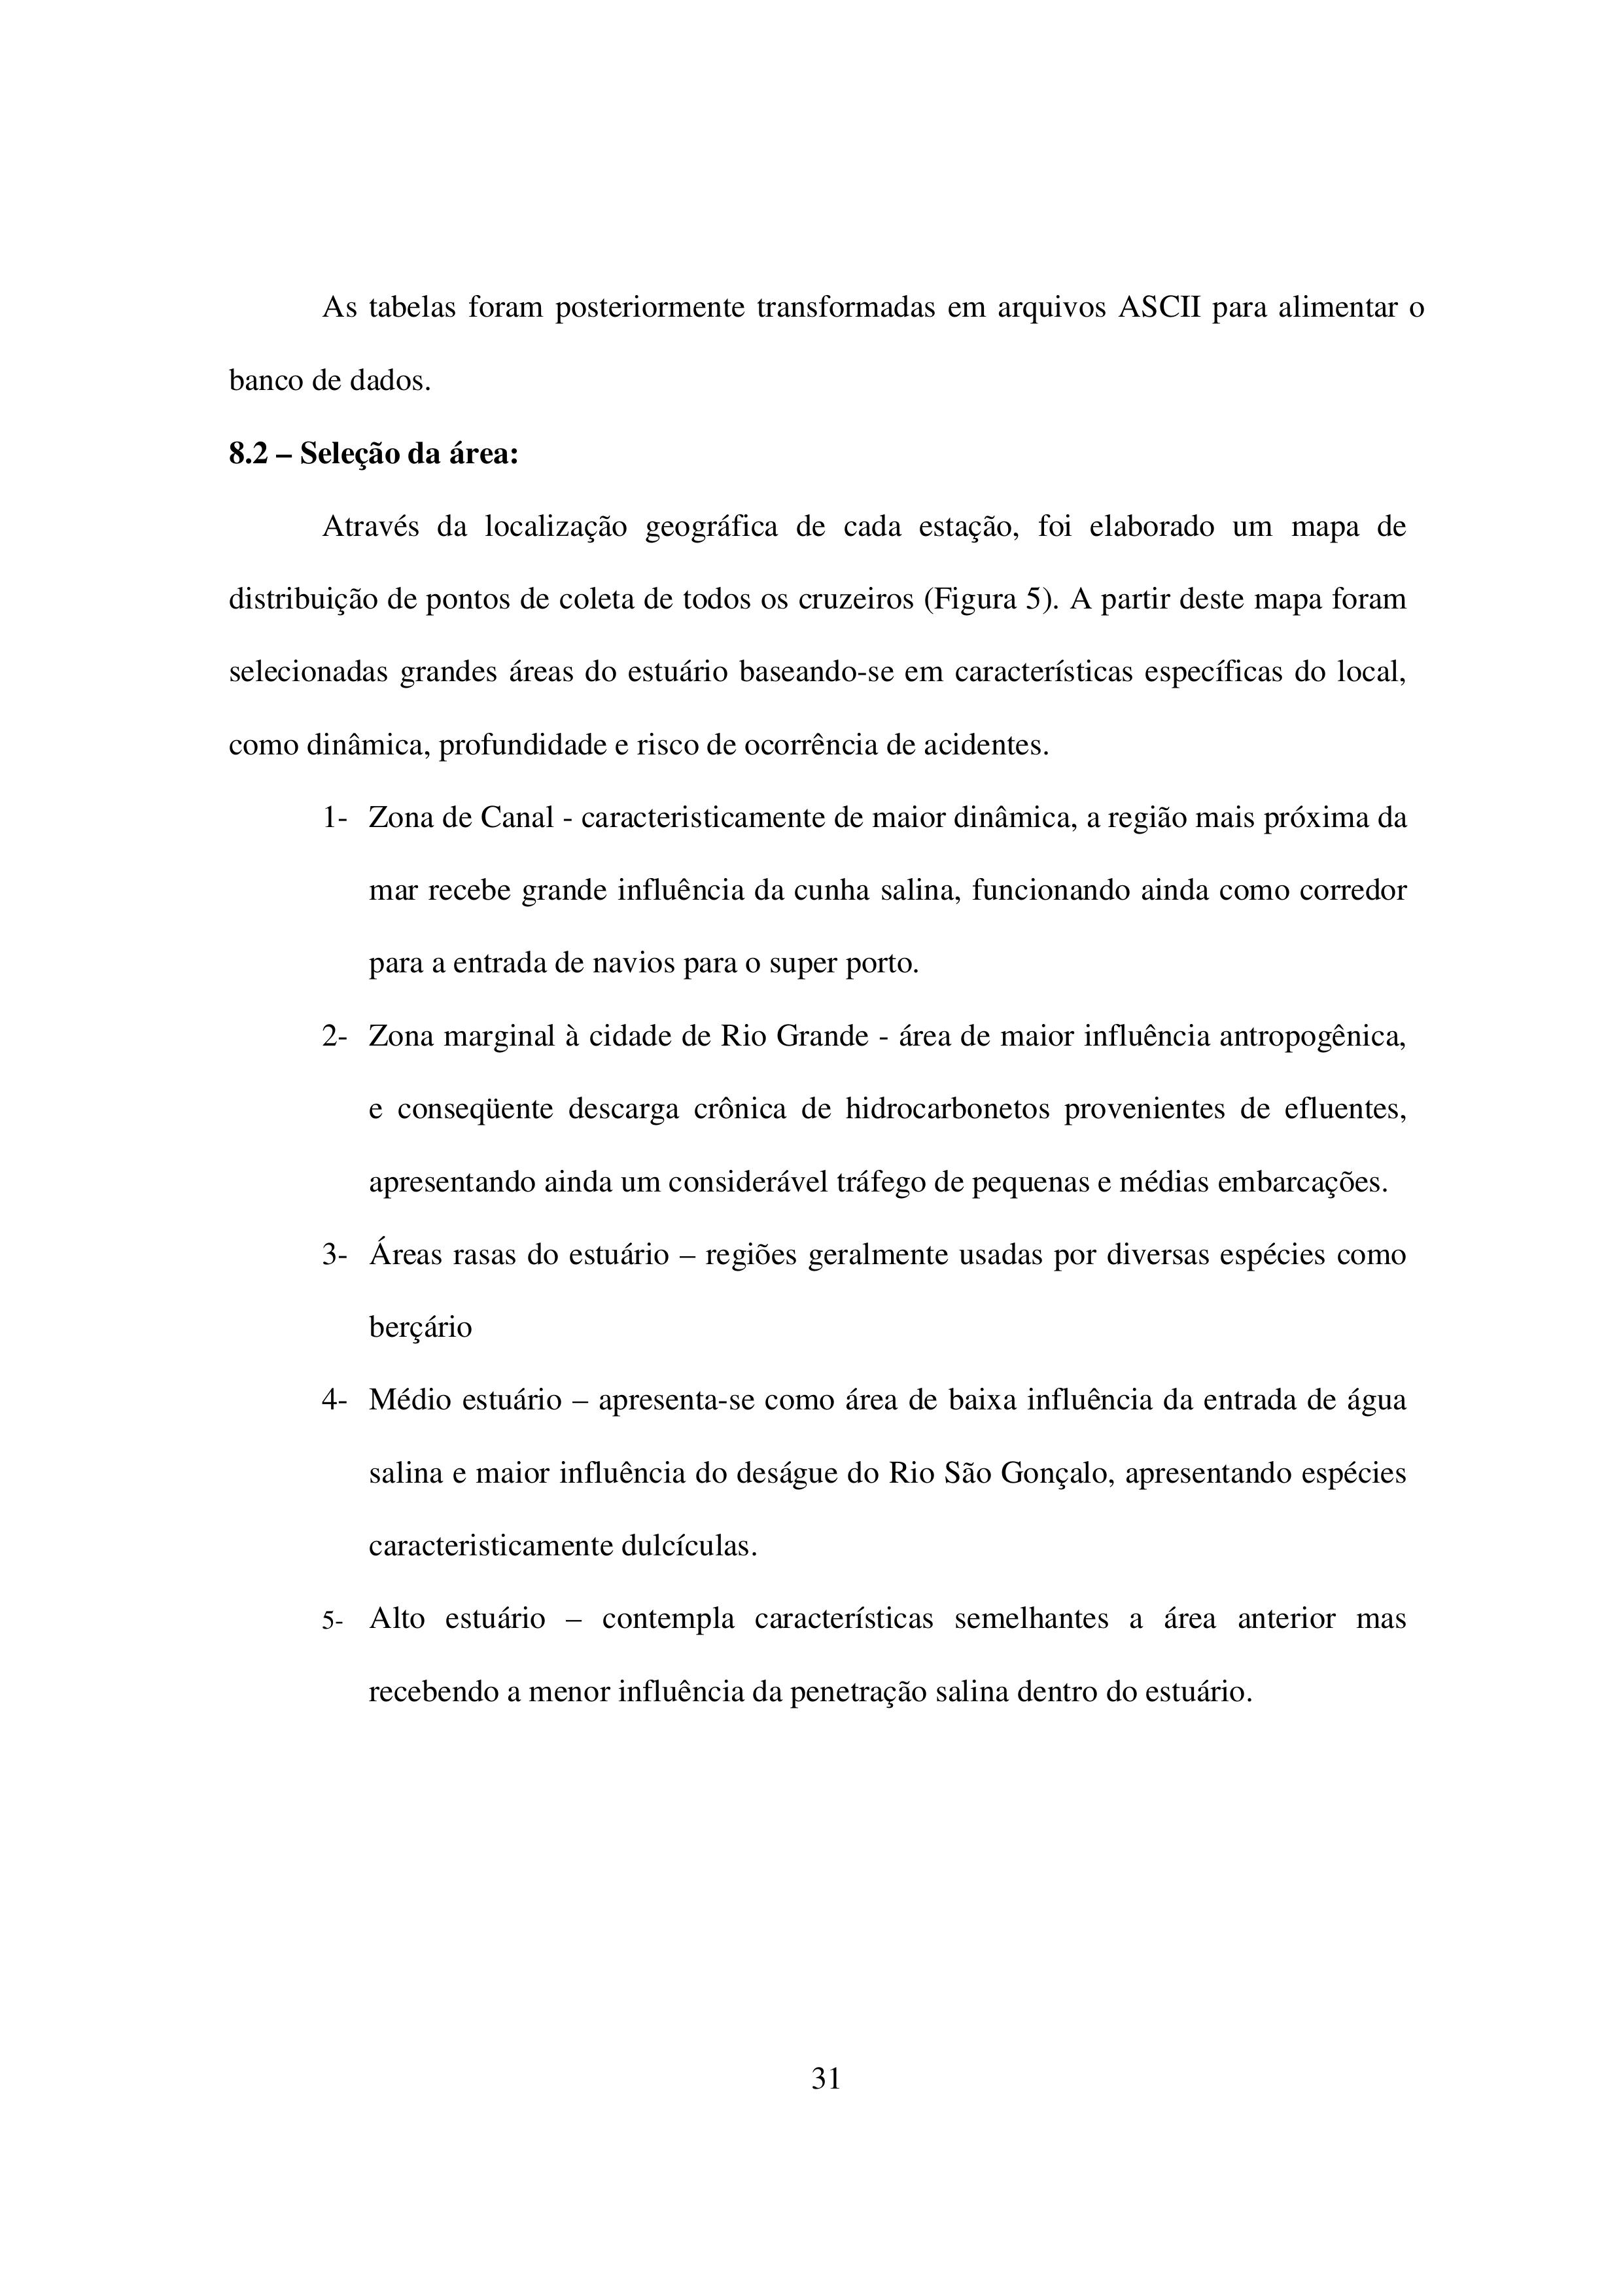 As tabelas foram posteriormente transformadas em arquivos ASCII para alimentar o
banco de dados.
8.2 – Seleção da área:
Através da localização geográfica de cada estação, foi elaborado um mapa de
distribuição de pontos de coleta de todos os cruzeiros (Figura 5). A partir deste mapa foram
selecionadas grandes áreas do estuário baseando-se em características específicas do local,
como dinâmica, profundidade e risco de ocorrência de acidentes.
1- Zona de Canal - caracteristicamente de maior dinâmica, a região mais próxima da
mar recebe grande influência da cunha salina, funcionando ainda como corredor
para a entrada de navios para o super porto.
2- Zona marginal à cidade de Rio Grande - área de maior influência antropogênica,
e conseqüente descarga crônica de hidrocarbonetos provenientes de efluentes,
apresentando ainda um considerável tráfego de pequenas e médias embarcações.
3- Áreas rasas do estuário – regiões geralmente usadas por diversas espécies como
berçário
4- Médio estuário – apresenta-se como área de baixa influência da entrada de água
salina e maior influência do deságue do Rio São Gonçalo, apresentando espécies
caracteristicamente dulcículas.
5- Alto estuário – contempla características semelhantes a área anterior mas
recebendo a menor influência da penetração salina dentro do estuário.
31